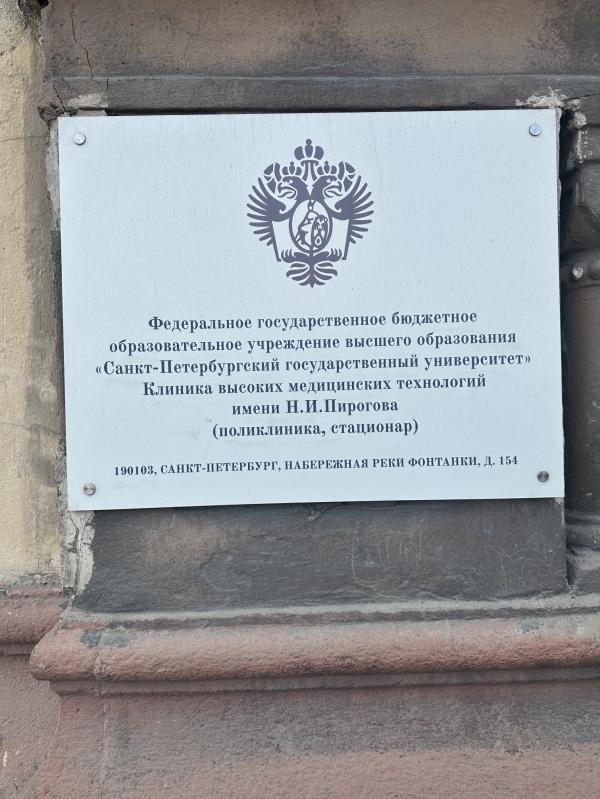 Федеральное государственное бюджетное
образовательное учреждение высшего образования
«Санкт-Петербургский государственный университет»
Клиника высоких медицинских технологий
имени Н.И.Пирогова
(поликлиника, стационар)
190103, САНКТ-ПЕТЕРБУРГ, НАБЕРЕЖНАЯ РЕКИ ФОНТАНКИ, Д. 154